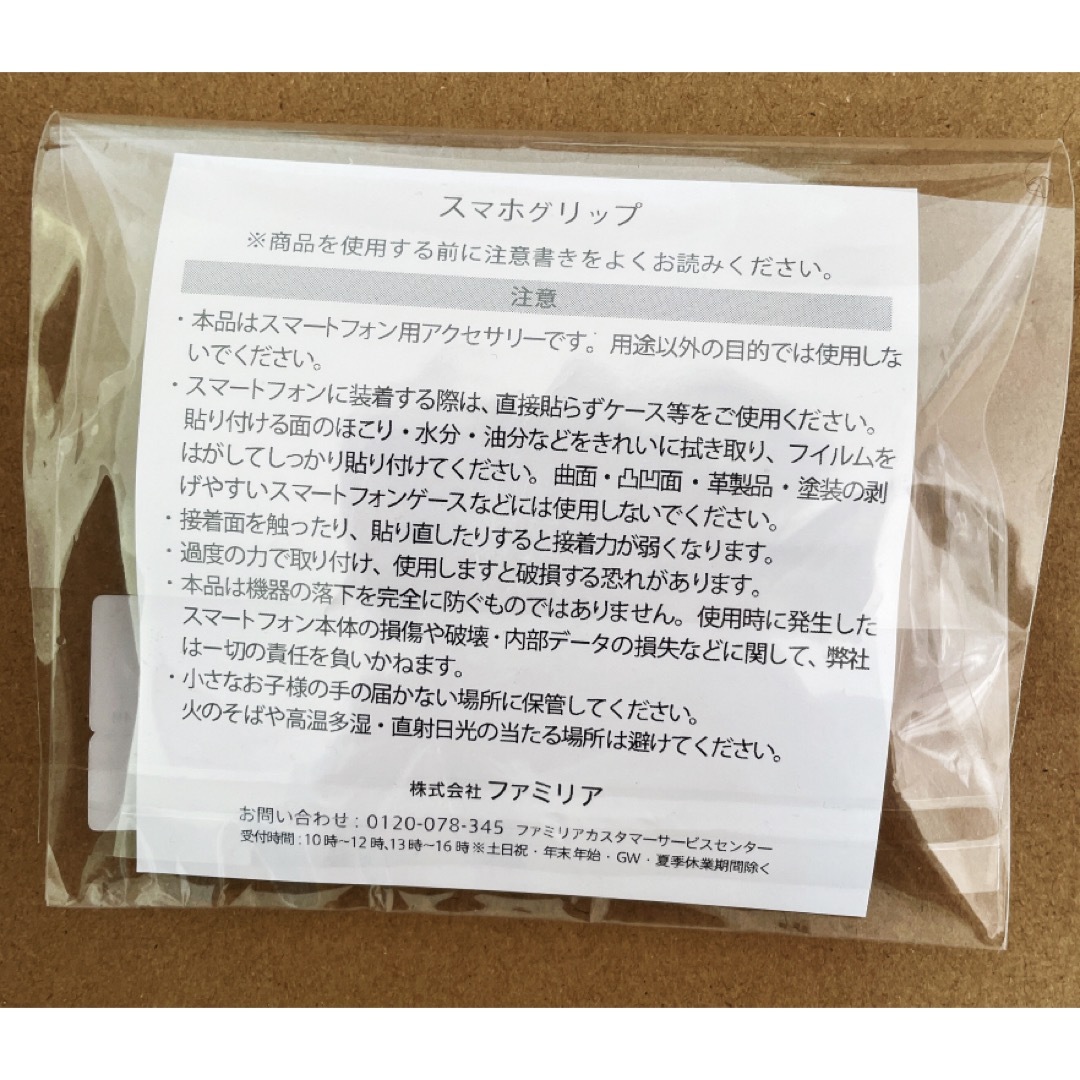 スマホグリップ
※商品を使用する前に注意書きをよくお読みください。
注意
・本品はスマートフォン用アクセサリーです。用途以外の目的では使用しな
いでください。
・スマートフォンに装着する際は、直接貼らずケース等をご使用ください。
貼り付ける面のほこり・水分・油分などをきれいに拭き取り、フイルムを
はがしてしっかり貼り付けてください。曲面・凸凹面・革製品・塗装の剥
げやすいスマートフォンゲースなどには使用しないでください。
・接着面を触ったり、貼り直したりすると接着力が弱くなります。
・過度の力で取り付け、使用しますと破損する恐れがあります。
・本品は機器の落下を完全に防ぐものではありません。使用時に発生した
スマートフォン本体の損傷や破壊・内部データの損失などに関して、弊社
は一切の責任を負いかねます。
・小さなお子様の手の届かない場所に保管してください。
火のそばや高温多湿・直射日光の当たる場所は避けてください。
株式会社 ファミリア
お問い合わせ：0120-078-345 ファミリアカスタマーサービスセンター
受付時間：10時〜12時、13時〜16時※土日祝・年末年始・GW・夏季休業期間除く